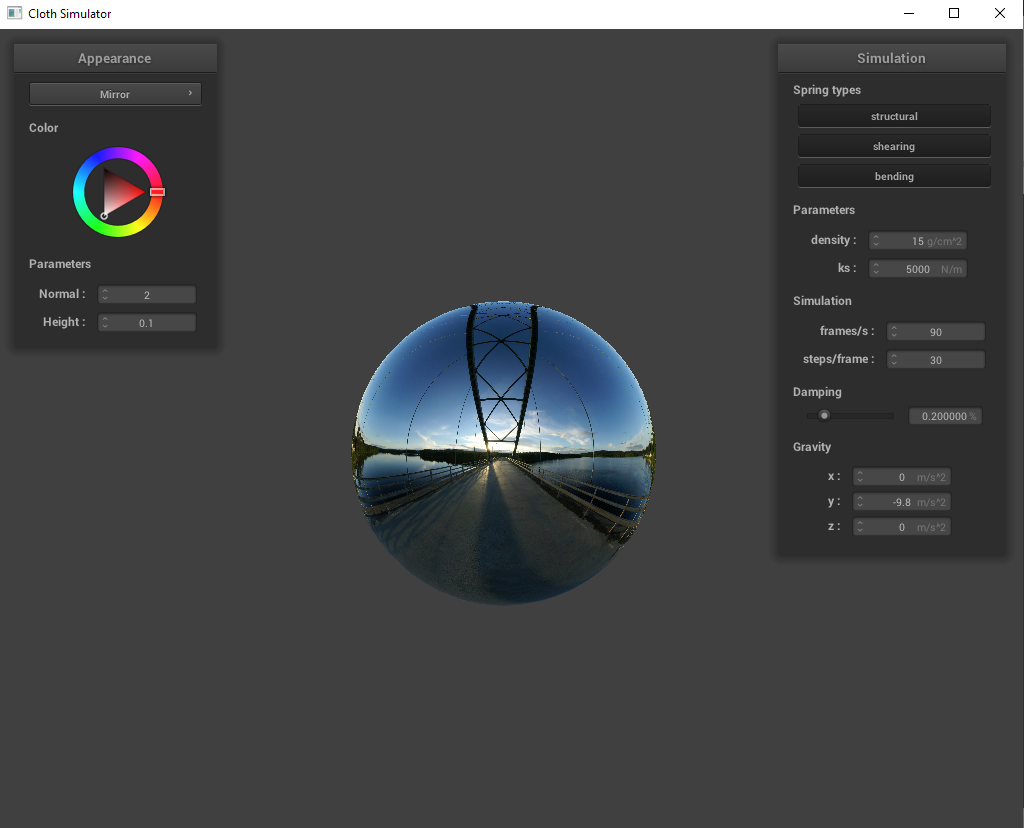 Cloth Simulator
Appearance
Mirror
Color
Parameters
Normal : 2
Height : 0.1
Simulation
Spring types
structural
shearing
bending
Parameters
density : 15 g/cm^2
ks : 5000 N/m
Simulation
frames/s : 90
steps/frame : 30
Damping
0.200000 %
Gravity
x : 0 m/s^2
y : -9.8 m/s^2
z : 0 m/s^2